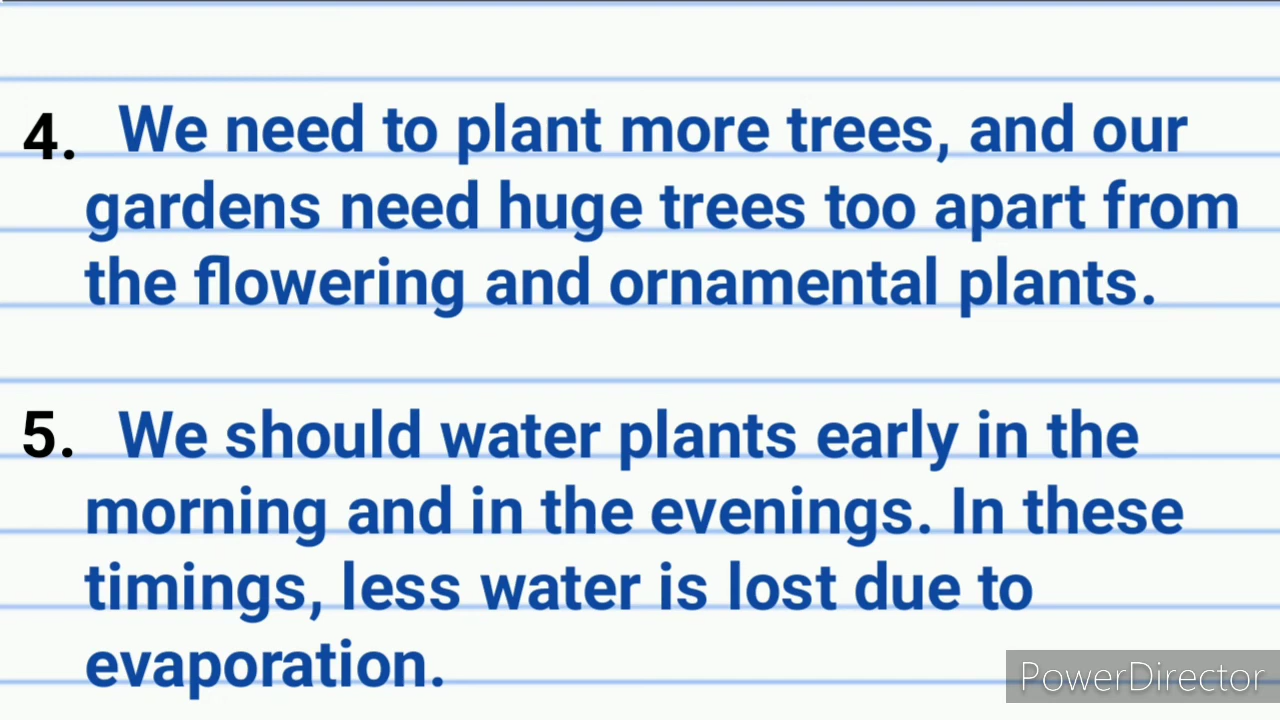 4. We need to plant more trees, and our
gardens need huge trees too apart from
the flowering and ornamental plants.
5. We should water plants early in the
morning and in the evenings. In these
timings, less water is lost due to
evaporation.
PowerDirector